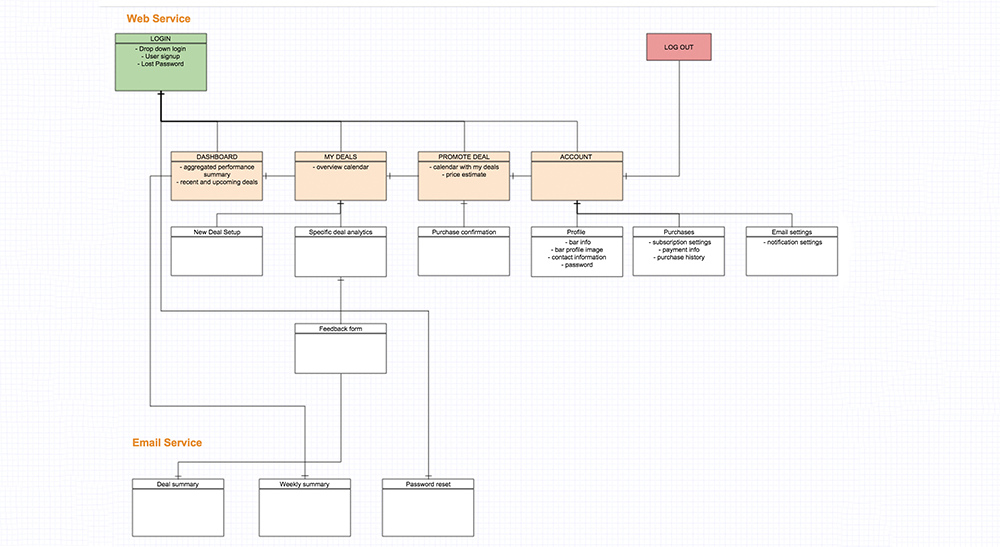 Web Service
LOGIN
- Drop down login
- User signup
- Lost Password
LOG OUT
DASHBOARD
- aggregated performance
summary
- recent and upcoming deals
MY DEALS
- overview calendar
PROMOTE DEAL
- calendar with my deals
- price estimate
ACCOUNT
New Deal Setup
Specific deal analytics
Purchase confirmation
Profile
- bar info
- bar profile image
- contact information
- password
Purchases
- subscription settings
- payment info
- purchase history
Email settings
- notification settings
Feedback form
Email Service
Deal summary
Weekly summary
Password reset